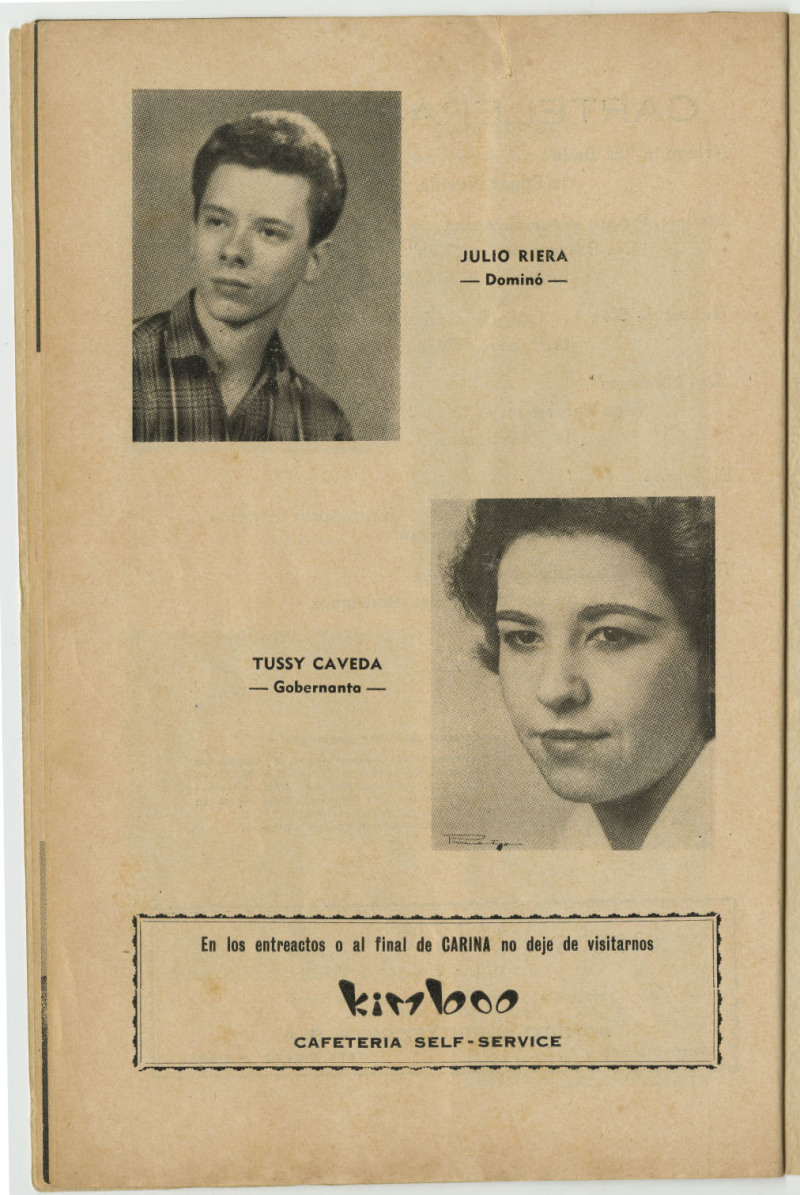 JULIO RIERA
— Dominó —
TUSSY CAVEDA
— Gobernanta —
En los entreactos o al final de CARINA no deje de visitarnos
kimboo
CAFETERIA SELF-SERVICE